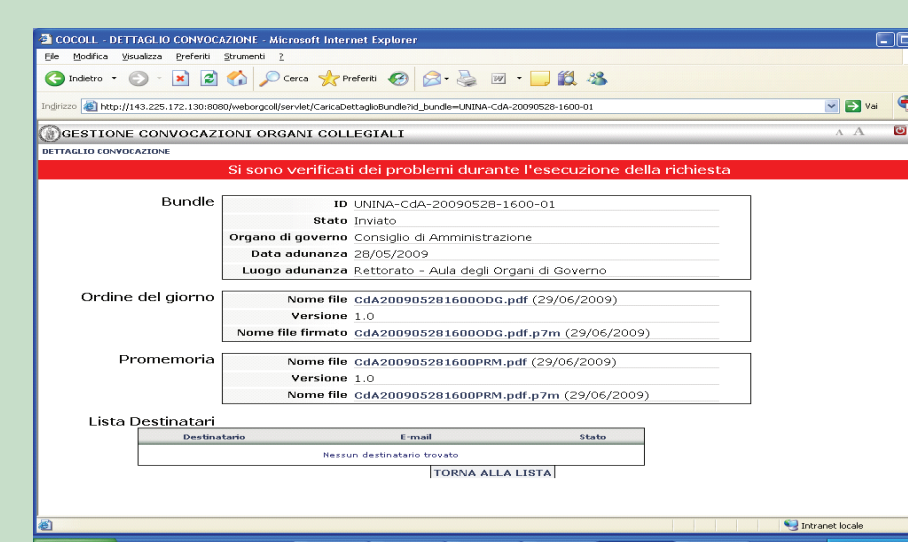 COCOLL - DETTAGLIO CONVOCAZIONE - Microsoft Internet Explorer
File Modifica Visualizza Preferiti Strumenti ?
Indietro Cerca Preferiti
Indirizzo http://143.225.172.130:8080/weborgcoll/servlet/CaricaDettaglioBundle?id_bundle=UNINA-CdA-20090528-1600-01 Vai
GESTIONE CONVOCAZIONI ORGANI COLLEGIALI A A
DETTAGLIO CONVOCAZIONE
Si sono verificati dei problemi durante l'esecuzione della richiesta
Bundle
ID UNINA-CdA-20090528-1600-01
Stato Inviato
Organo di governo Consiglio di Amministrazione
Data adunanza 28/05/2009
Luogo adunanza Rettorato - Aula degli Organi di Governo
Ordine del giorno
Nome file CdA200905281600ODG.pdf (29/06/2009)
Versione 1.0
Nome file firmato CdA200905281600ODG.pdf.p7m (29/06/2009)
Promemoria
Nome file CdA200905281600PRM.pdf (29/06/2009)
Versione 1.0
Nome file CdA200905281600PRM.pdf.p7m (29/06/2009)
Lista Destinatari
Destinatario E-mail Stato
Nessun destinatario trovato
TORNA ALLA LISTA
Intranet locale